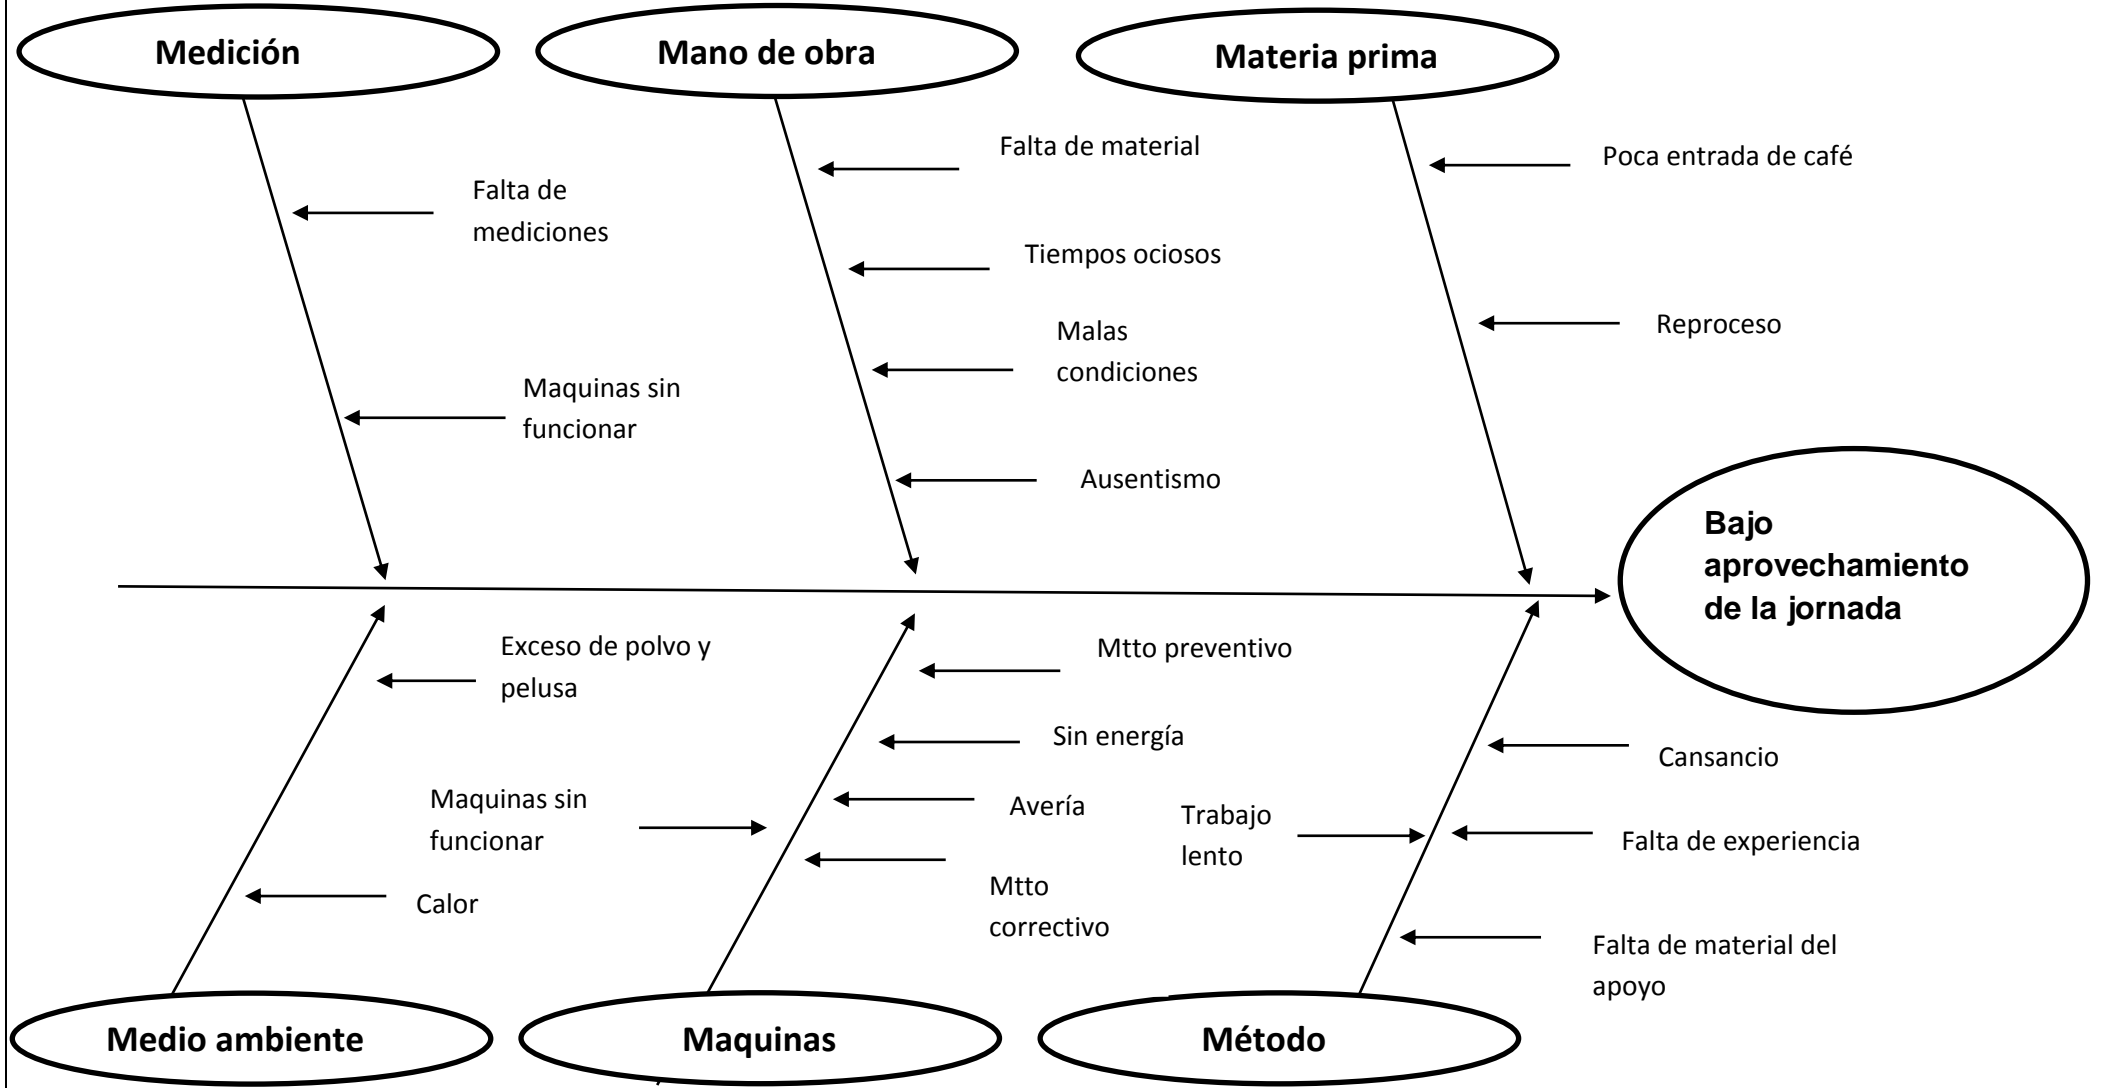 Medición
Mano de obra
Materia prima
Falta de
mediciones
Maquinas sin
funcionar
Falta de material
Tiempos ociosos
Malas
condiciones
Ausentismo
Poca entrada de café
Reproceso
Bajo
aprovechamiento
de la jornada
Exceso de polvo y
pelusa
Calor
Maquinas sin
funcionar
Mtto preventivo
Sin energía
Avería
Mtto
correctivo
Trabajo
lento
Cansancio
Falta de experiencia
Falta de material del
apoyo
Medio ambiente
Maquinas
Método